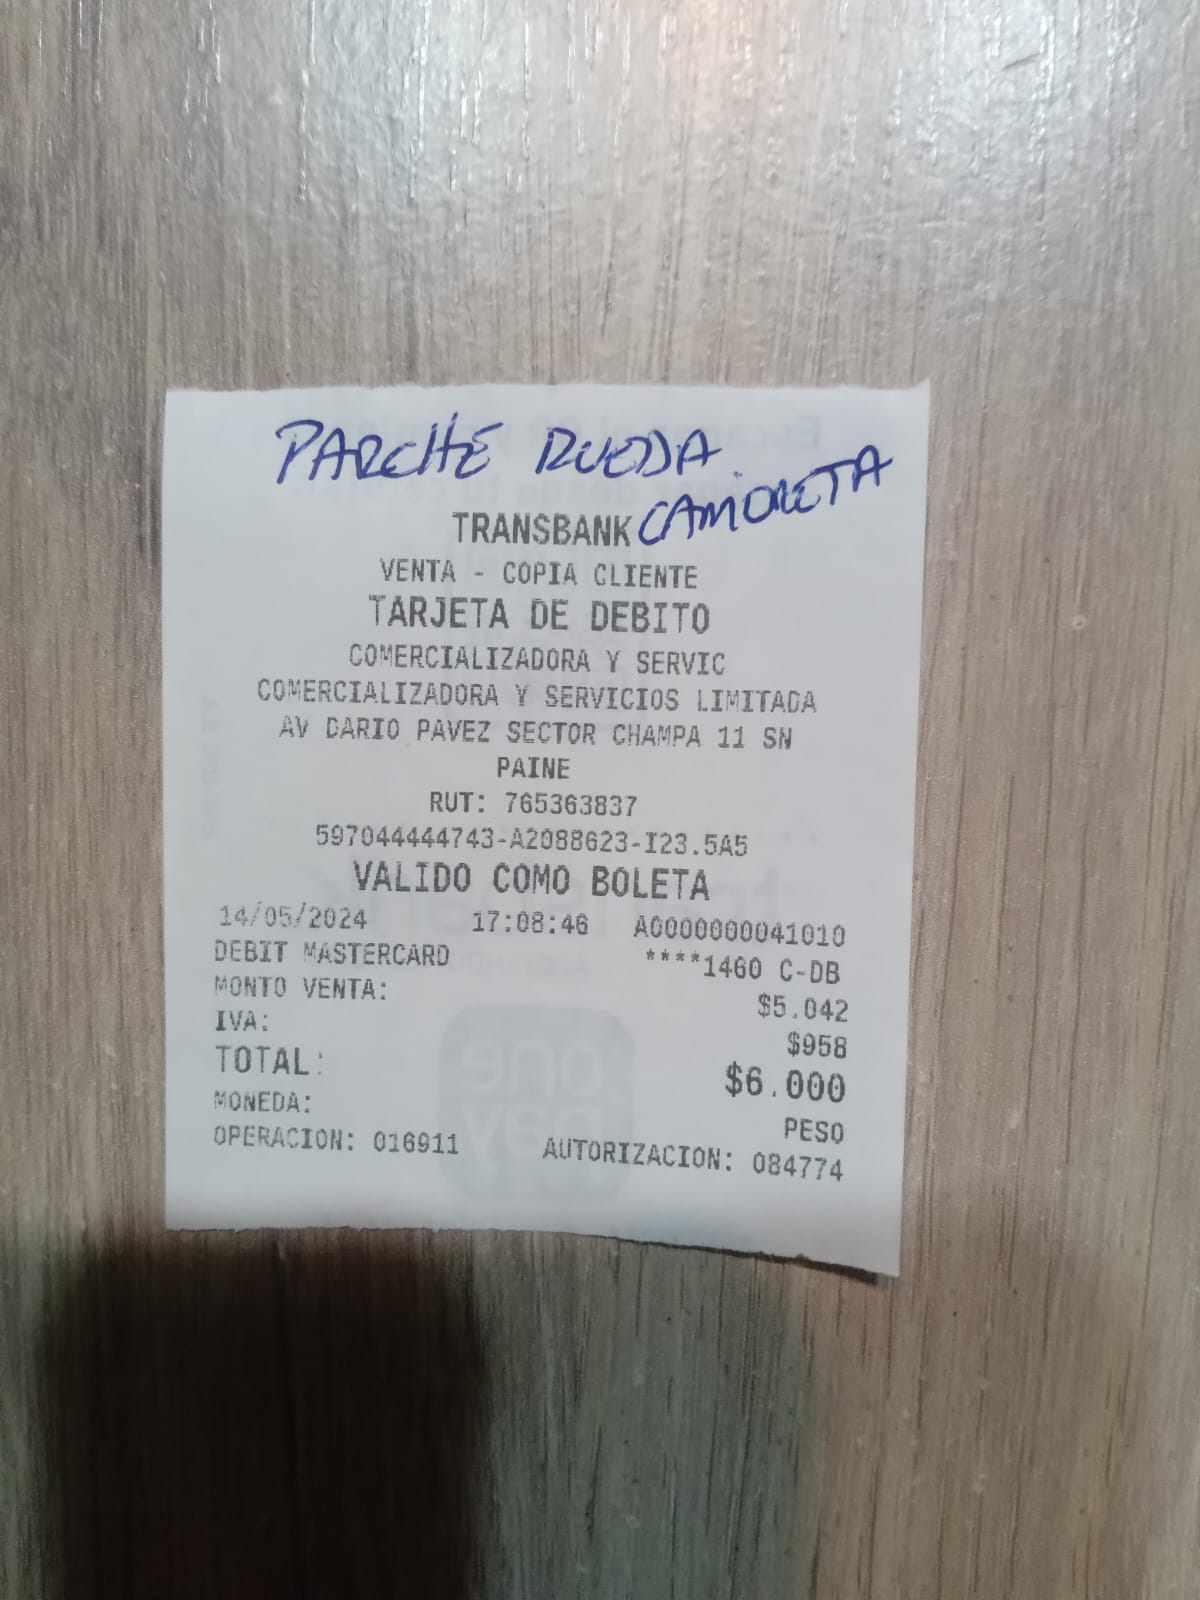 PARCHE RUEDA
CAMIONETA
TRANSBANK
VENTA - COPIA CLIENTE
TARJETA DE DEBITO
COMERCIALIZADORA Y SERVIC
COMERCIALIZADORA Y SERVICIOS LIMITADA
AV DARIO PAVEZ SECTOR CHAMPA 11 SN
PAINE
RUT: 765363837
597044444743-A2088623-I23.5A5
VALIDO COMO BOLETA
14/05/2024 17:08:46 A0000000041010
DEBIT MASTERCARD ****1460 C-DB
MONTO VENTA: $5.042
IVA: $958
TOTAL: $6.000
MONEDA: PESO
OPERACION: 016911 AUTORIZACION: 084774
one
pay